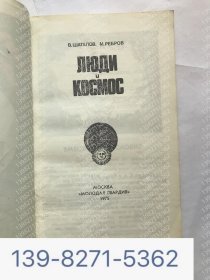 В. ШАТАЛОВ, М. РЕБРОВ
ЛЮДИ
И
КОСМОС
МОСКВА
«МОЛОДАЯ ГВАРДИЯ»
1975
139-8271-5362